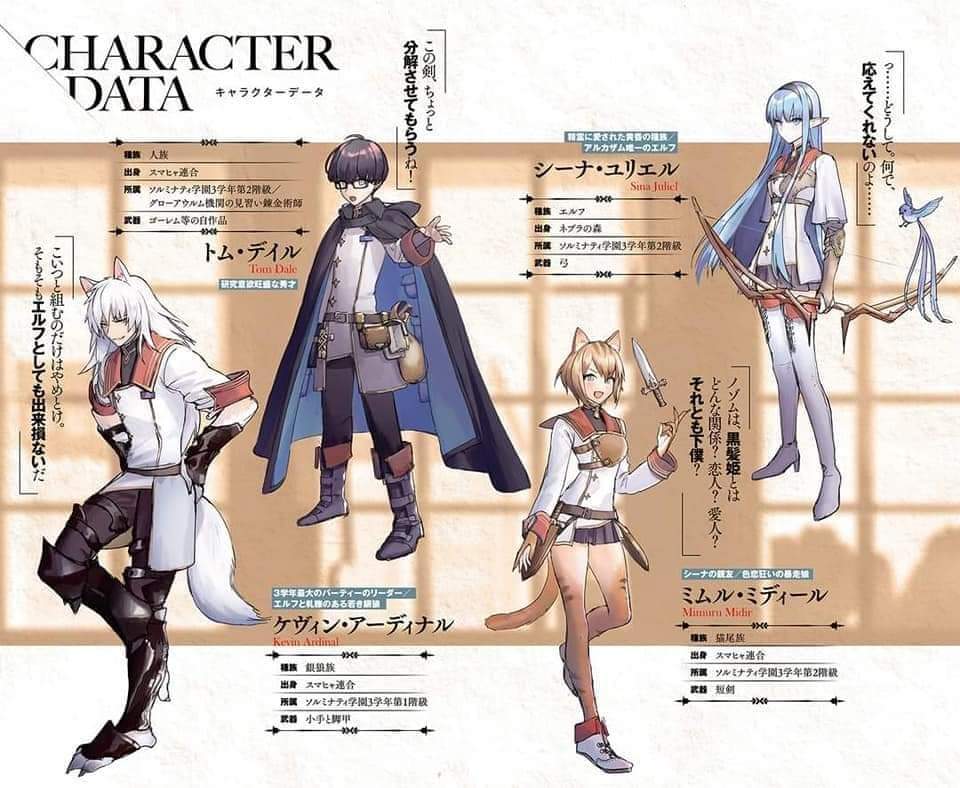 CHARACTER
DATA
キャラクターデータ
種族 人族
出身 スマヒャ連合
所属 ソルミナティ学園3学年第2階級／
グローアウルム機関の見習い錬金術師
武器 ゴーレム等の自作品
トム・デイル
Tom Dale
研究意欲旺盛な秀才
この剣、ちょっと
分解させてもらうね!
精霊に愛された黄昏の種族／
アルカザム唯一のエルフ
シーナ・ユリエル
Sina Juliel
種族 エルフ
出身 ネブラの森
所属 ソルミナティ学園3学年第2階級
武器 弓
っ……どうして。何で、
応えてくれないのよ……
こいつと組むのだけはやめとけ。
そもそもエルフとしても出来損ないだ
3学年最大のパーティーのリーダー／
エルフと軋轢のある若き銀狼
ケヴィン・アーディナル
Kevin Ardinal
種族 銀狼族
出身 スマヒャ連合
所属 ソルミナティ学園3学年第1階級
武器 小手と脚甲
ノゾムは、黒髪姫とは
どんな関係？恋人？愛人？
それとも下僕？
シーナの親友／色恋狂いの暴走娘
ミムル・ミディール
Mimuru Midir
種族 猫尾族
出身 スマヒャ連合
所属 ソルミナティ学園3学年第2階級
武器 短剣